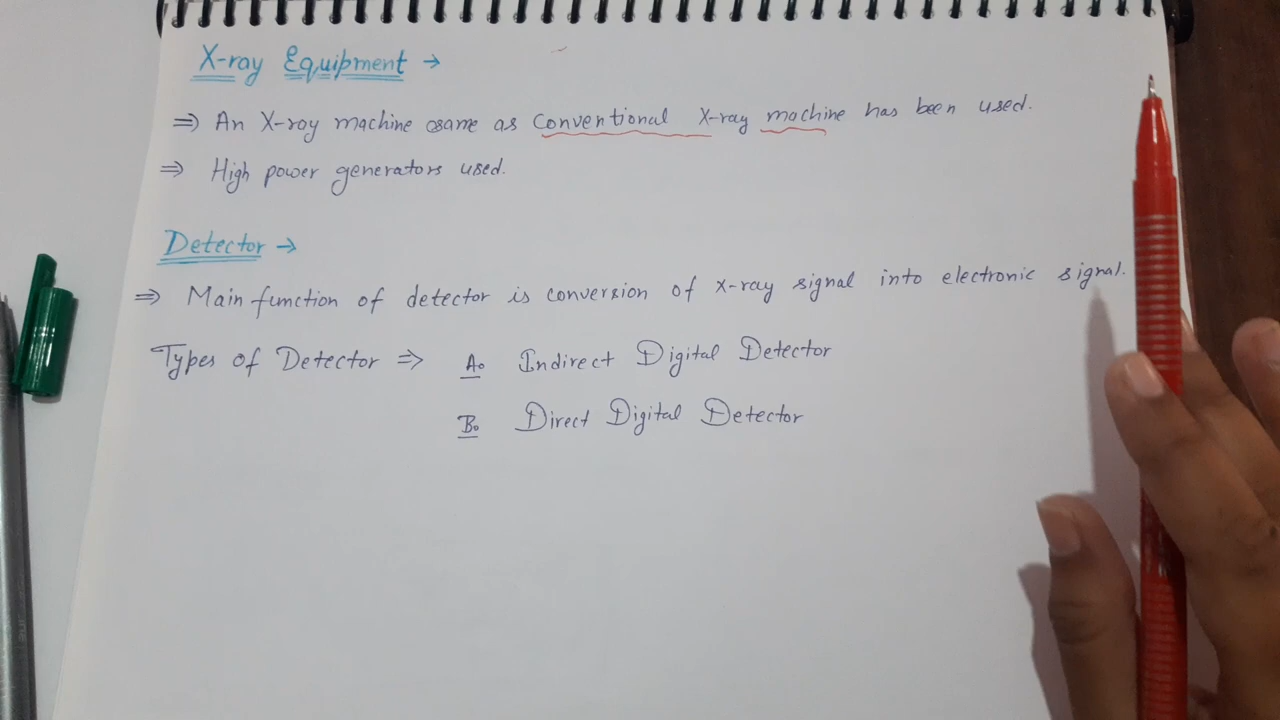 X-ray Equipment →
⇒ An X-ray machine same as conventional X-ray machine has been used.
⇒ High power generators used.
Detector →
⇒ Main function of detector is conversion of X-ray signal into electronic signal.
Types of Detector ⇒ A. Indirect Digital Detector
B. Direct Digital Detector